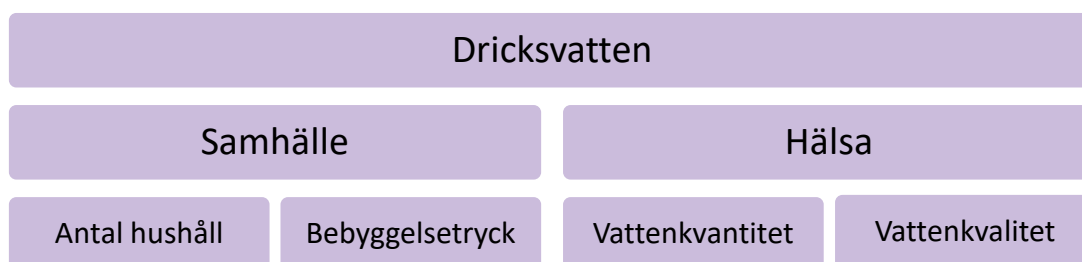 Dricksvatten
Samhälle Hälsa
Antal hushåll Bebyggelsetryck Vattenkvantitet Vattenkvalitet